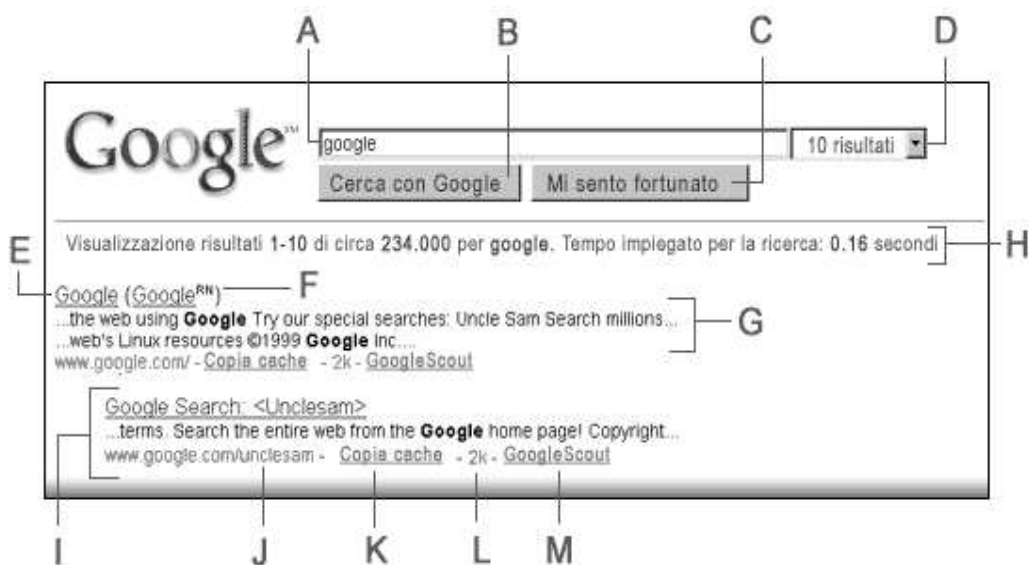 A B C D
Google SM google 10 risultati
Cerca con Google Mi sento fortunato
Visualizzazione risultati 1-10 di circa 234.000 per google. Tempo impiegato per la ricerca: 0.16 secondi H
E
Google (GoogleRN) F
...the web using Google Try our special searches: Uncle Sam Search millions...
G
...web's Linux resources ©1999 Google Inc....
www.google.com/ - Copia cache - 2k - GoogleScout
Google Search: <Unclesam>
...terms. Search the entire web from the Google home page! Copyright...
www.google.com/unclesam - Copia cache - 2k - GoogleScout
I J K L M